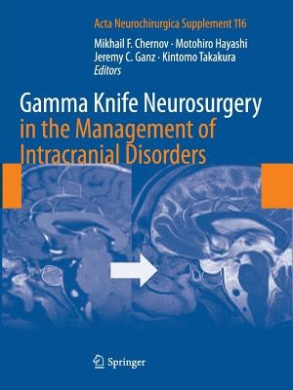 Acta Neurochirurgica Supplement 116
Mikhail F. Chernov · Motohiro Hayashi
Jeremy C. Ganz · Kintomo Takakura
Editors
Gamma Knife Neurosurgery
in the Management of
Intracranial Disorders
Springer